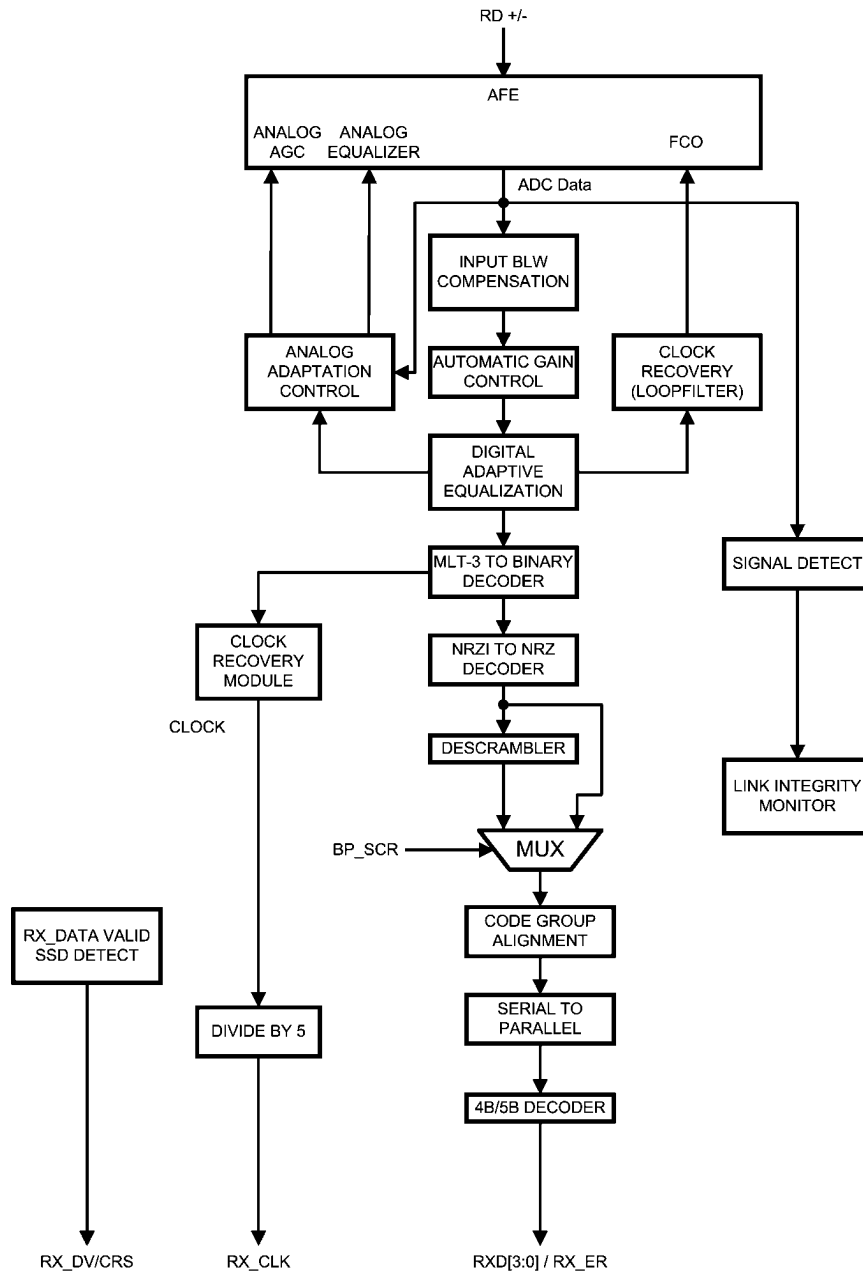 RD +/-
AFE
ANALOG
AGC
ANALOG
EQUALIZER
FCO
ADC Data
INPUT BLW
COMPENSATION
ANALOG
ADAPTATION
CONTROL
AUTOMATIC GAIN
CONTROL
CLOCK
RECOVERY
(LOOPFILTER)
DIGITAL
ADAPTIVE
EQUALIZATION
MLT-3 TO BINARY
DECODER
SIGNAL DETECT
CLOCK
RECOVERY
MODULE
NRZI TO NRZ
DECODER
CLOCK
DESCRAMBLER
LINK INTEGRITY
MONITOR
BP_SCR
MUX
RX_DATA VALID
SSD DETECT
CODE GROUP
ALIGNMENT
DIVIDE BY 5
SERIAL TO
PARALLEL
4B/5B DECODER
RX_DV/CRS
RX_CLK
RXD[3:0] / RX_ER